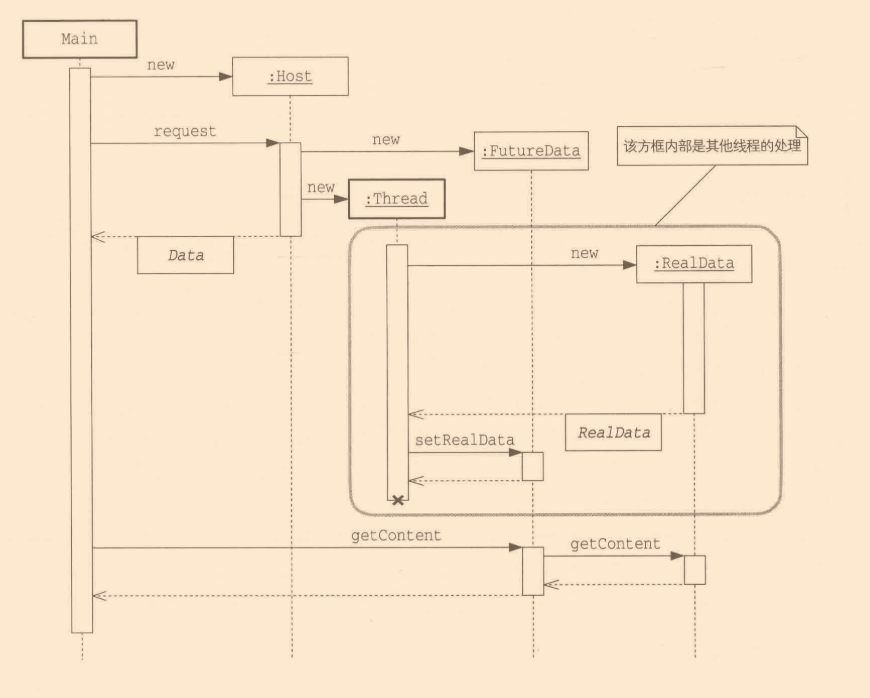 Main
new
:Host
request
new
:FutureData
该方框内部是其他线程的处理
new
:Thread
Data
new
:RealData
RealData
setRealData
getContent
getContent